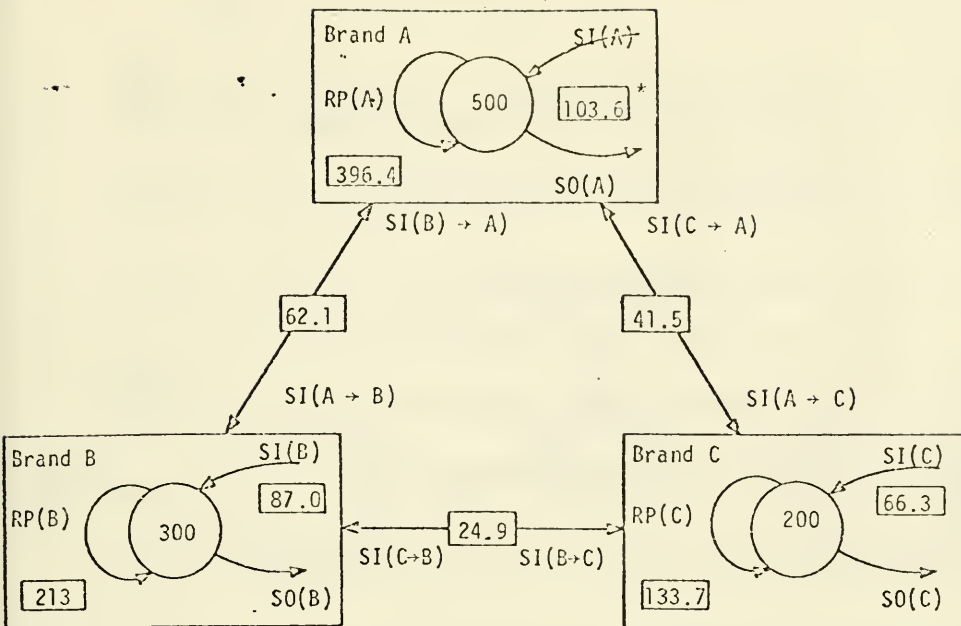 Brand A
SI(A)
RP(A)
500
103.6*
396.4
SO(A)
SI(B) → A)
SI(C → A)
62.1
41.5
SI(A → B)
SI(A → C)
Brand B
SI(B)
87.0
RP(B)
300
213
SO(B)
SI(C→B)
24.9
SI(B→C)
Brand C
SI(C)
66.3
RP(C)
200
133.7
SO(C)